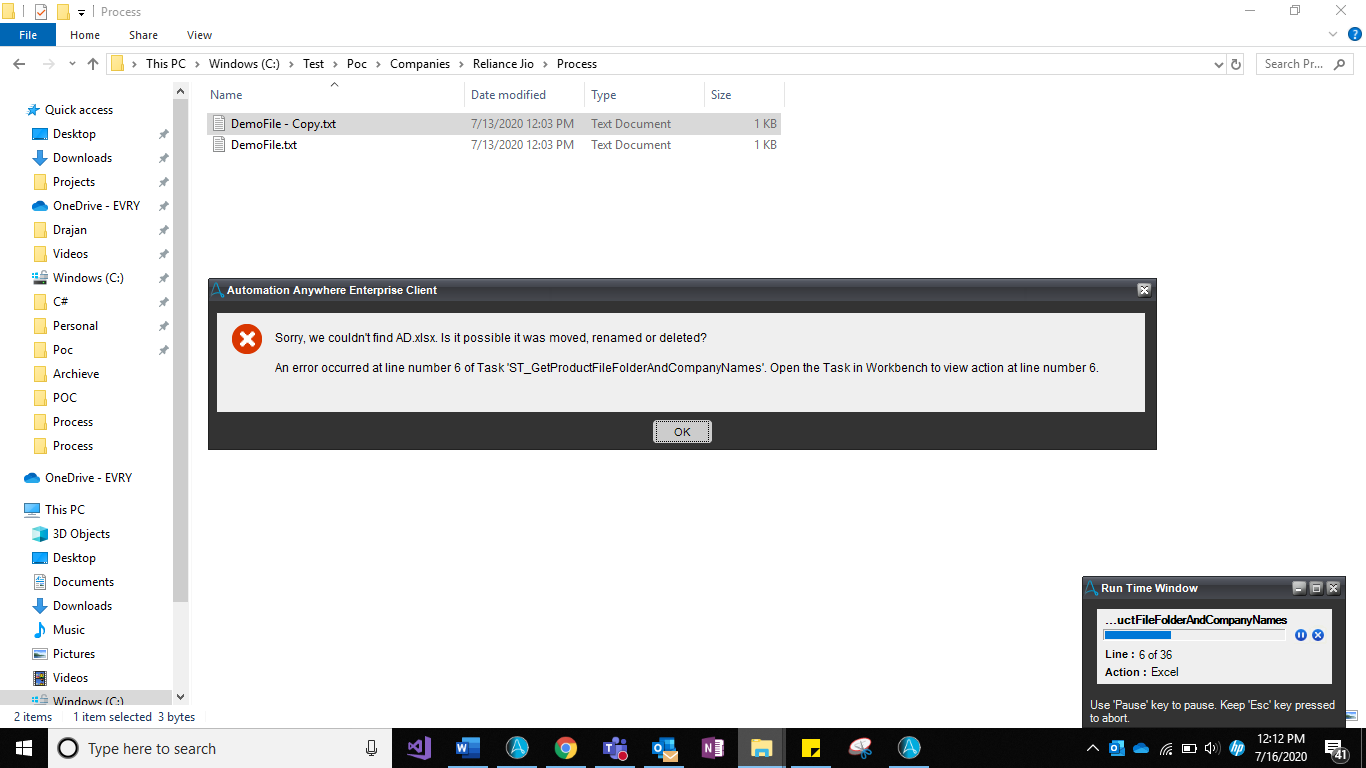 Process
File
Home
Share
View
This PC
Windows (C:)
Test
Poc
Companies
Reliance Jio
Process
Search Pr...
Name
Date modified
Type
Size
DemoFile - Copy.txt
7/13/2020 12:03 PM
Text Document
1 KB
DemoFile.txt
7/13/2020 12:03 PM
Text Document
1 KB
Quick access
Desktop
Downloads
Projects
OneDrive - EVRY
Drajan
Videos
Windows (C:)
C#
Personal
Poc
Archieve
POC
Process
Process
OneDrive - EVRY
This PC
3D Objects
Desktop
Documents
Downloads
Music
Pictures
Videos
Windows (C:)
Automation Anywhere Enterprise Client
Sorry, we couldn't find AD.xlsx. Is it possible it was moved, renamed or deleted?
An error occurred at line number 6 of Task 'ST_GetProductFileFolderAndCompanyNames'. Open the Task in Workbench to view action at line number 6.
OK
Run Time Window
...uctFileFolderAndCompanyNames
Line : 6 of 36
Action : Excel
Use 'Pause' key to pause. Keep 'Esc' key pressed
to abort.
2 items
1 item selected
3 bytes
Type here to search
12:12 PM
7/16/2020
41